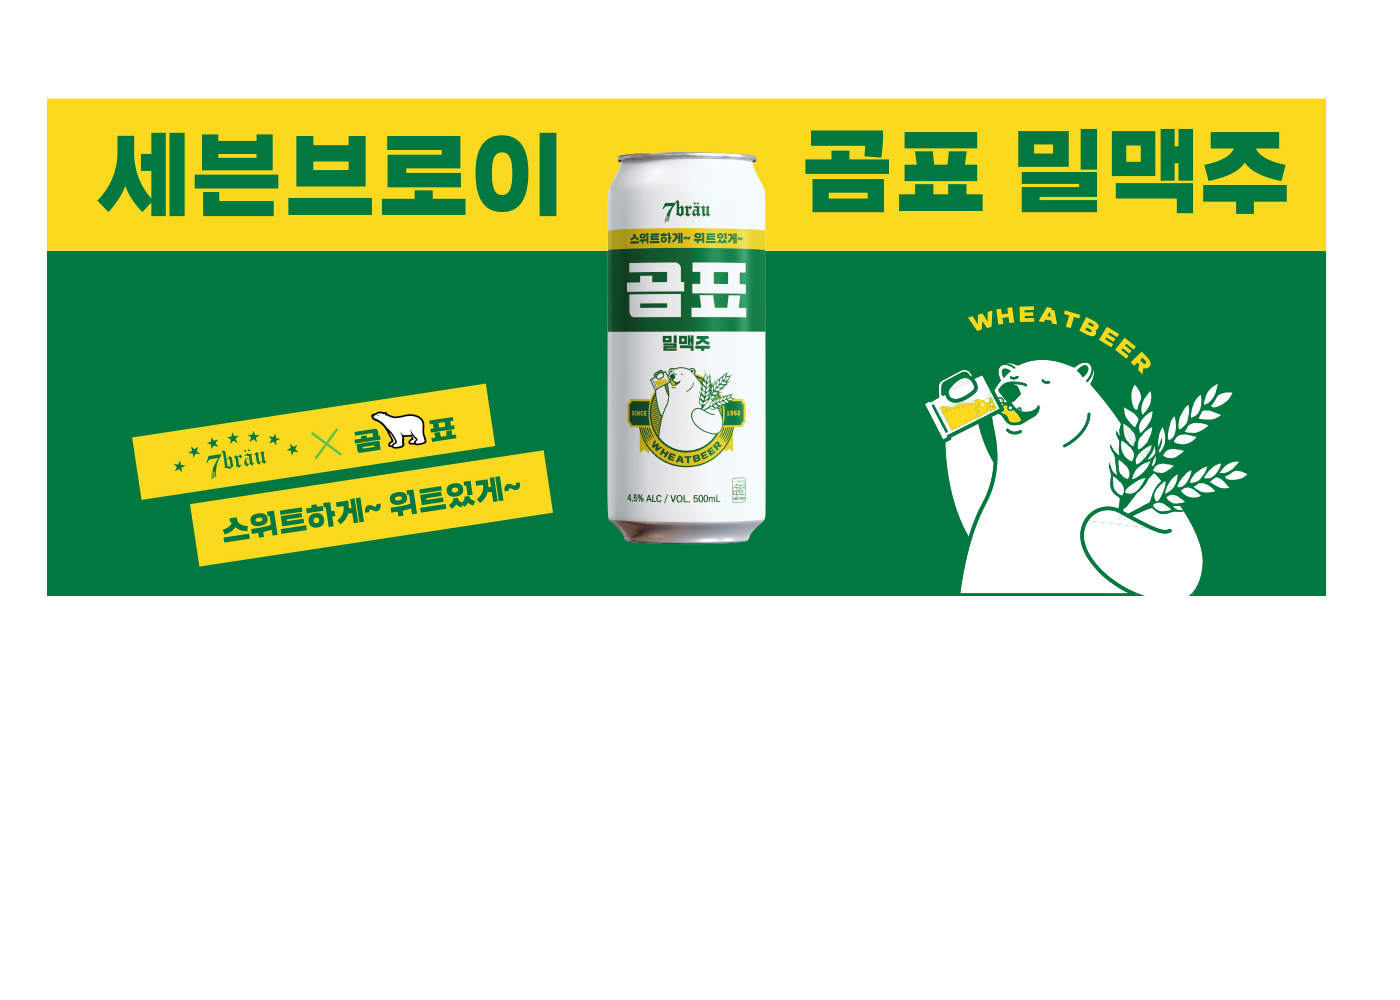 세븐브로이
곰표 밀맥주
7bräu
스위트하게~ 위트있게~
곰표
밀맥주
SINCE 1952
WHEATBEER
4.5% ALC / VOL. 500mL
WHEATBEER
7bräu × 곰표
스위트하게~ 위트있게~